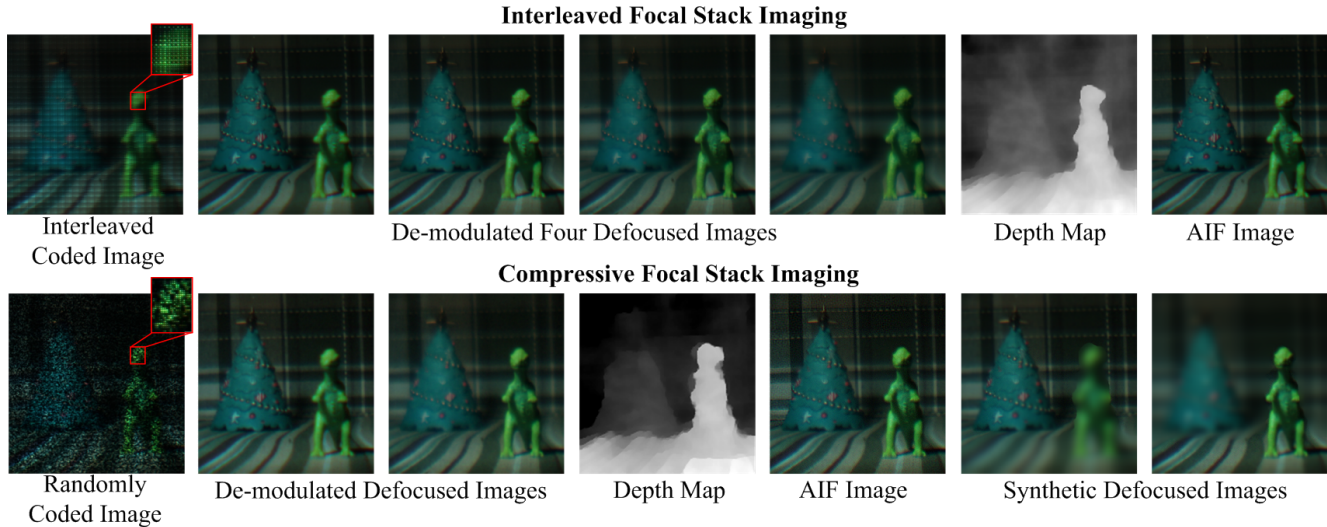 Interleaved Focal Stack Imaging
Interleaved
Coded Image
De-modulated Four Defocused Images
Depth Map
AIF Image
Compressive Focal Stack Imaging
Randomly
Coded Image
De-modulated Defocused Images
Depth Map
AIF Image
Synthetic Defocused Images